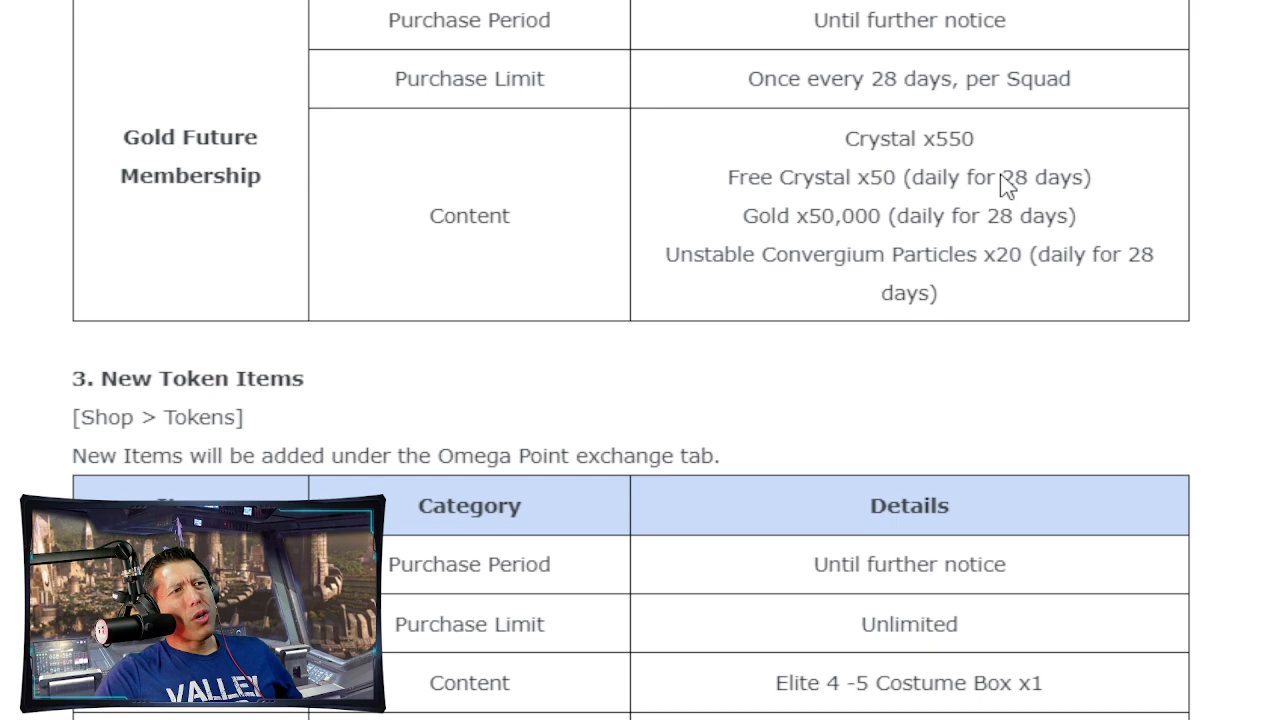 Purchase Period
Until further notice
Purchase Limit
Once every 28 days, per Squad
Gold Future
Membership
Content
Crystal x550
Free Crystal x50 (daily for 28 days)
Gold x50,000 (daily for 28 days)
Unstable Convergium Particles x20 (daily for 28
days)
3. New Token Items
[Shop > Tokens]
New Items will be added under the Omega Point exchange tab.
Category
Details
Purchase Period
Until further notice
Purchase Limit
Unlimited
Content
Elite 4 -5 Costume Box x1